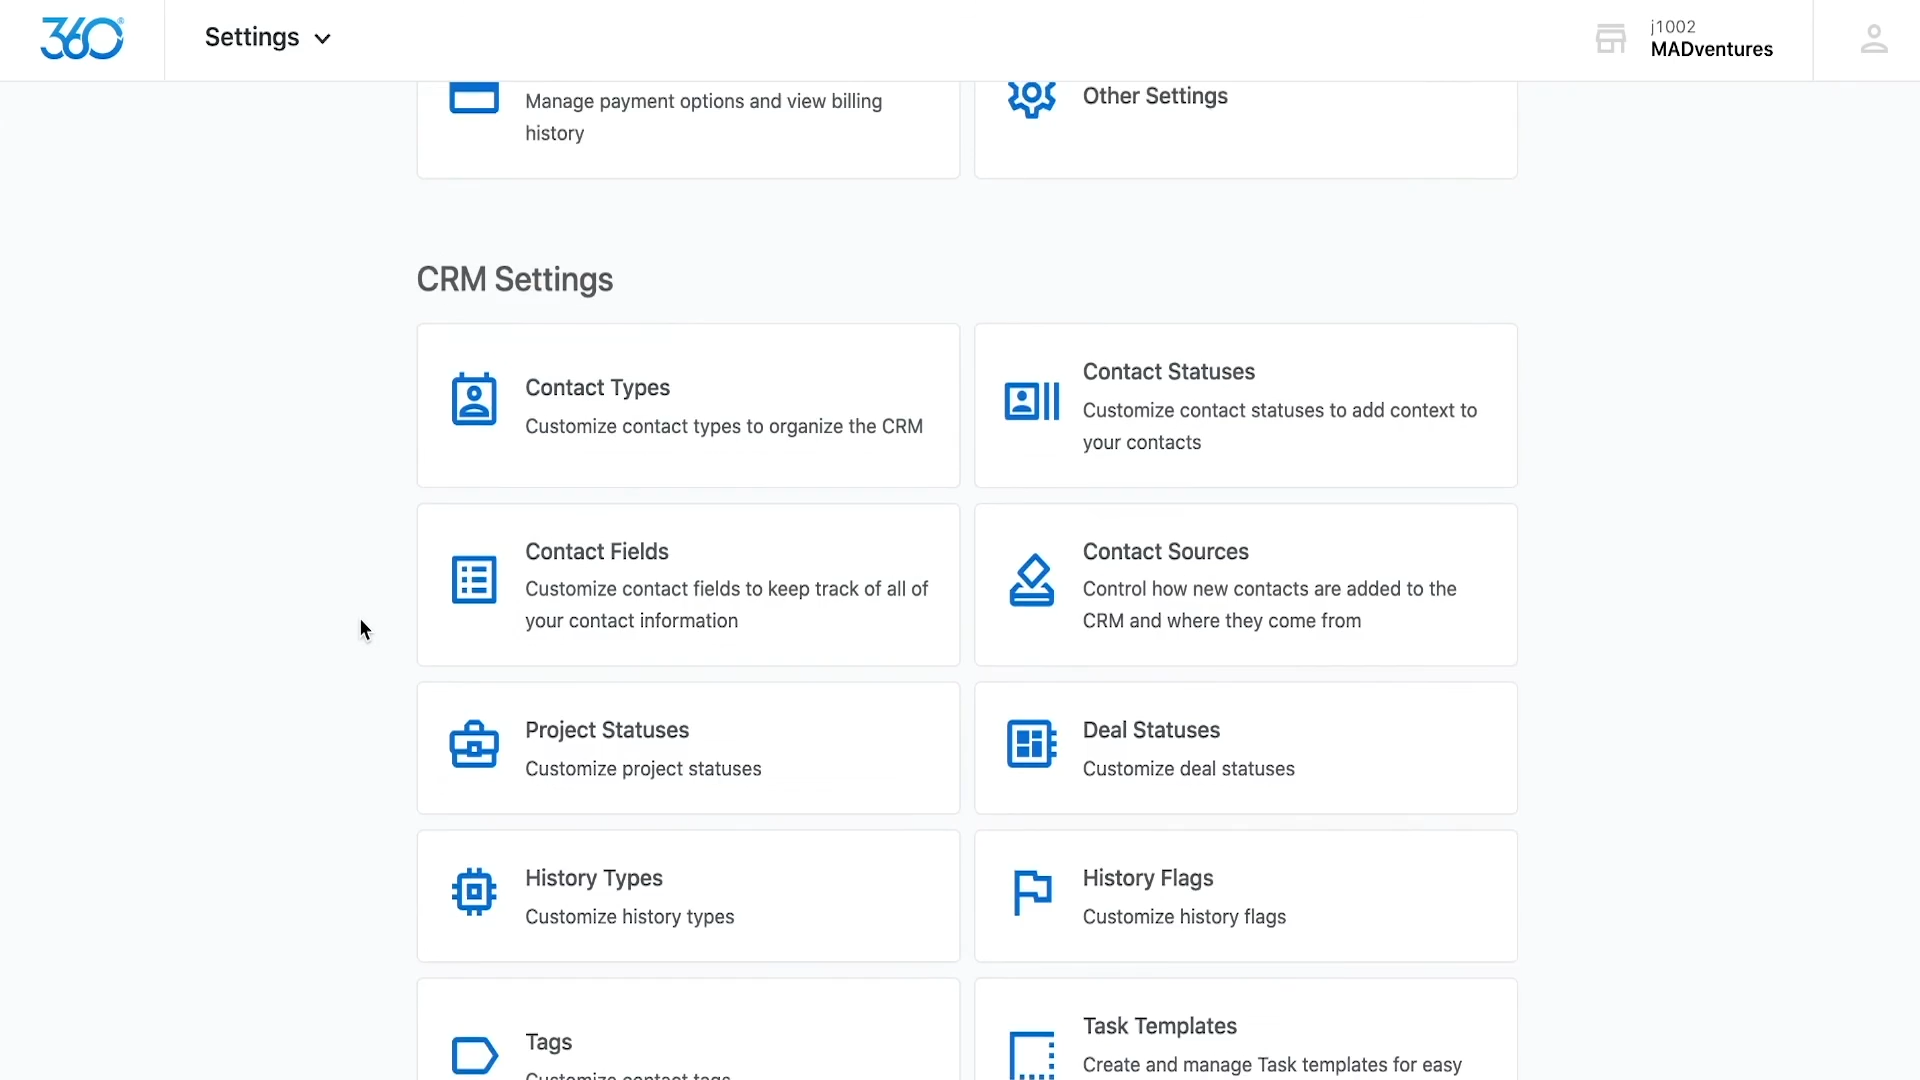 360®
Settings
j1002
MADventures
Manage payment options and view billing
history
Other Settings
CRM Settings
Contact Types
Customize contact types to organize the CRM
Contact Statuses
Customize contact statuses to add context to
your contacts
Contact Fields
Customize contact fields to keep track of all of
your contact information
Contact Sources
Control how new contacts are added to the
CRM and where they come from
Project Statuses
Customize project statuses
Deal Statuses
Customize deal statuses
History Types
Customize history types
History Flags
Customize history flags
Tags
Customize contact tags
Task Templates
Create and manage Task templates for easy